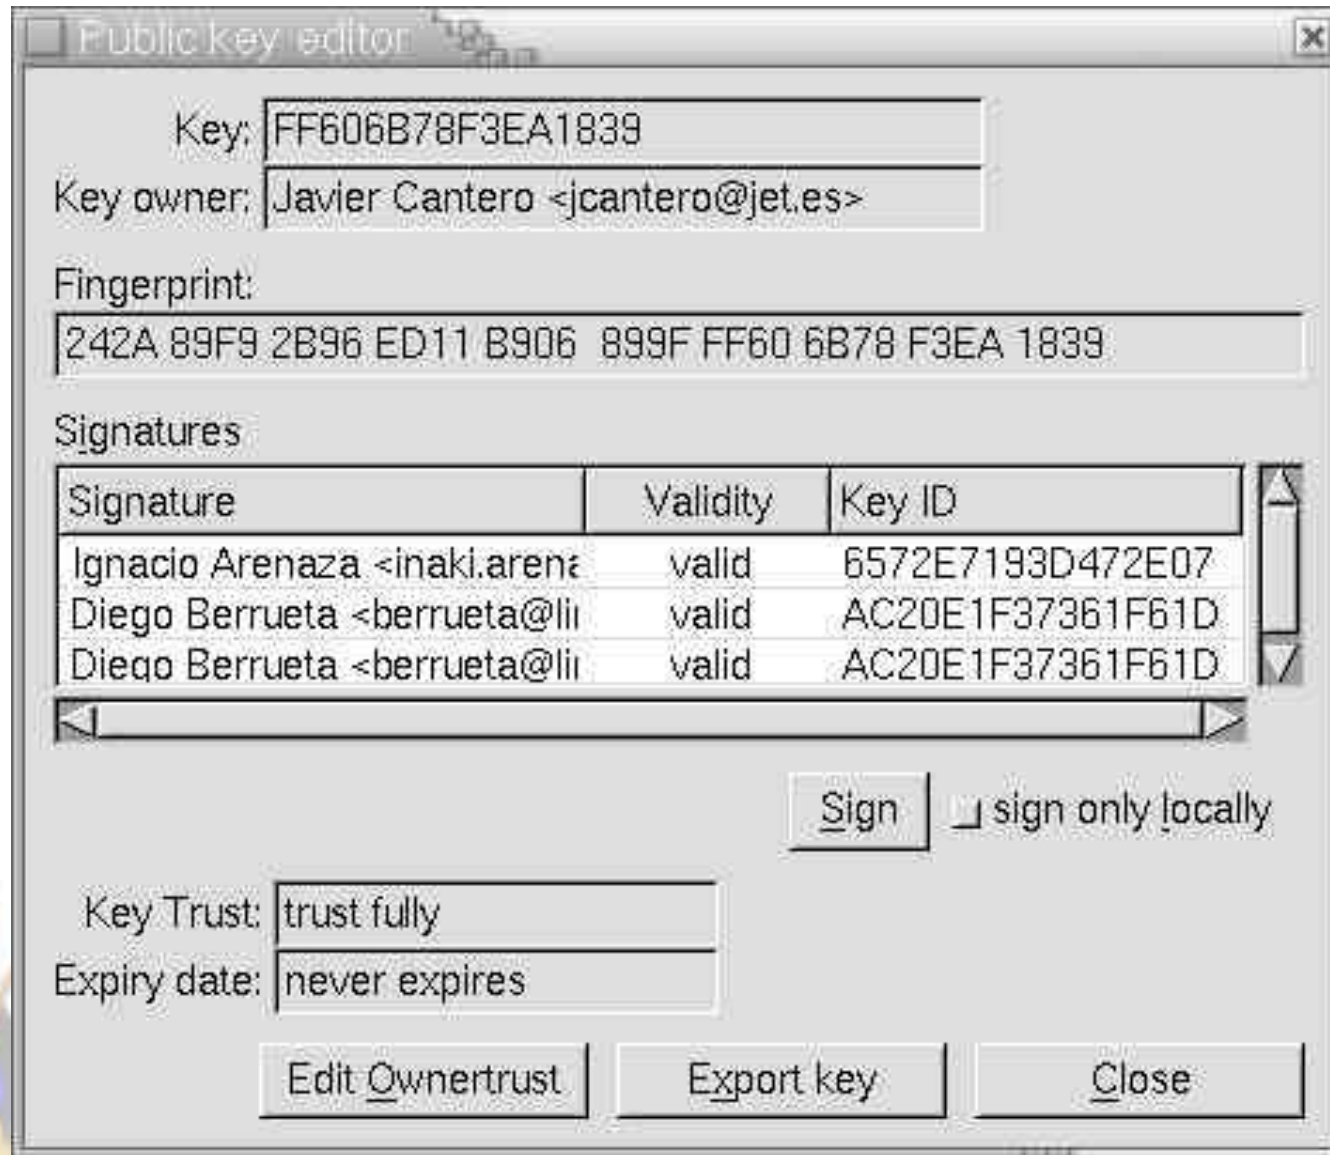 Public key editor
Key: FF606B78F3EA1839
Key owner: Javier Cantero <jcantero@jet.es>
Fingerprint:
242A 89F9 2B96 ED11 B906 899F FF60 6B78 F3EA 1839
Signatures
Signature Validity Key ID
Ignacio Arenaza <inaki.arena valid 6572E7193D472E07
Diego Berrueta <berrueta@lin valid AC20E1F37361F61D
Diego Berrueta <berrueta@lin valid AC20E1F37361F61D
Sign sign only locally
Key Trust: trust fully
Expiry date: never expires
Edit Ownertrust Export key Close